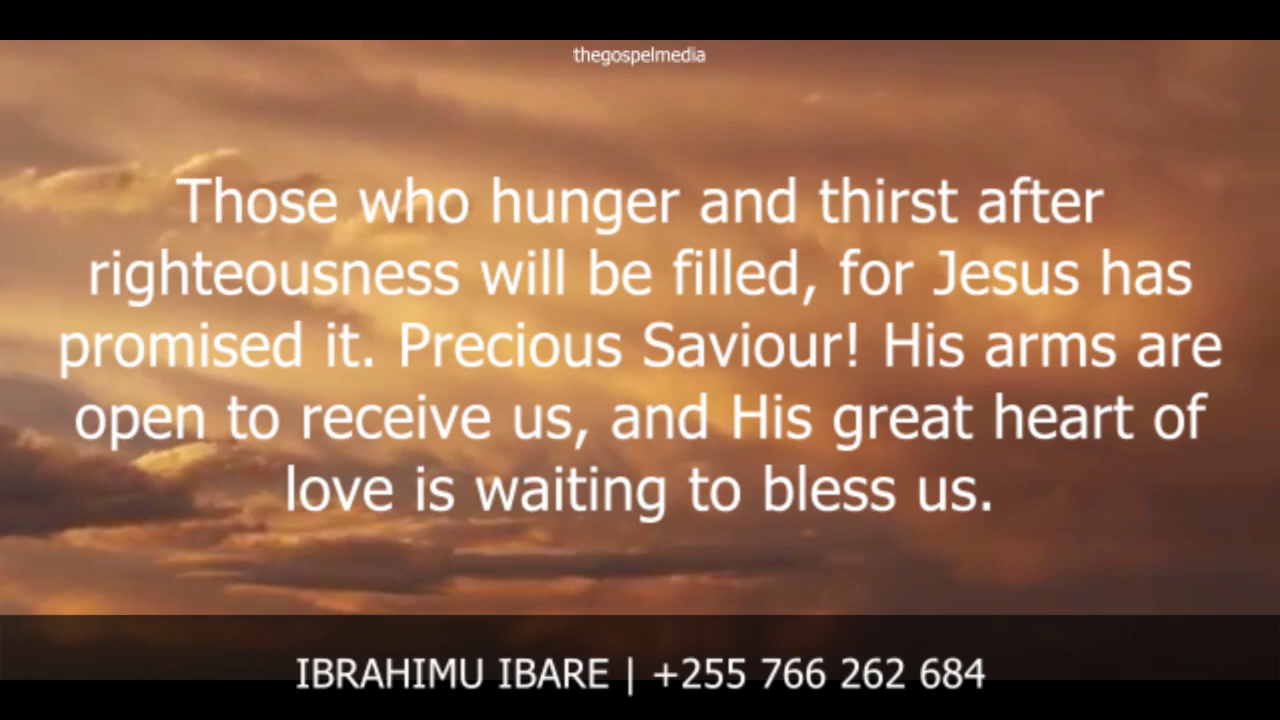 thegospelmedia
Those who hunger and thirst after
righteousness will be filled, for Jesus has
promised it. Precious Saviour! His arms are
open to receive us, and His great heart of
love is waiting to bless us.
IBRAHIMU IBARE | +255 766 262 684